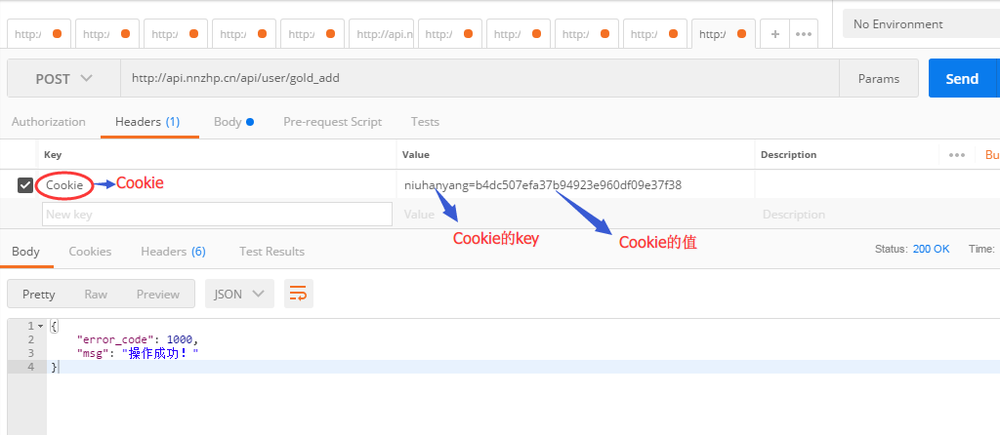 http:/ http:/ http:/ http:/ http:/ http://api.n http:/ http:/ http:/ http:/ http:/ + ••• No Environment
POST http://api.nnzhp.cn/api/user/gold_add Params Send
Authorization Headers (1) Body Pre-request Script Tests
Key Value Description ••• Bu
Cookie Cookie niuhanyang=b4dc507efa37b94923e960df09e37f38
New key Value Description
Cookie的key Cookie的值
Body Cookies Headers (6) Test Results Status: 200 OK Time:
Pretty Raw Preview JSON
1 {
2 "error_code": 1000,
3 "msg": "操作成功！"
4 }